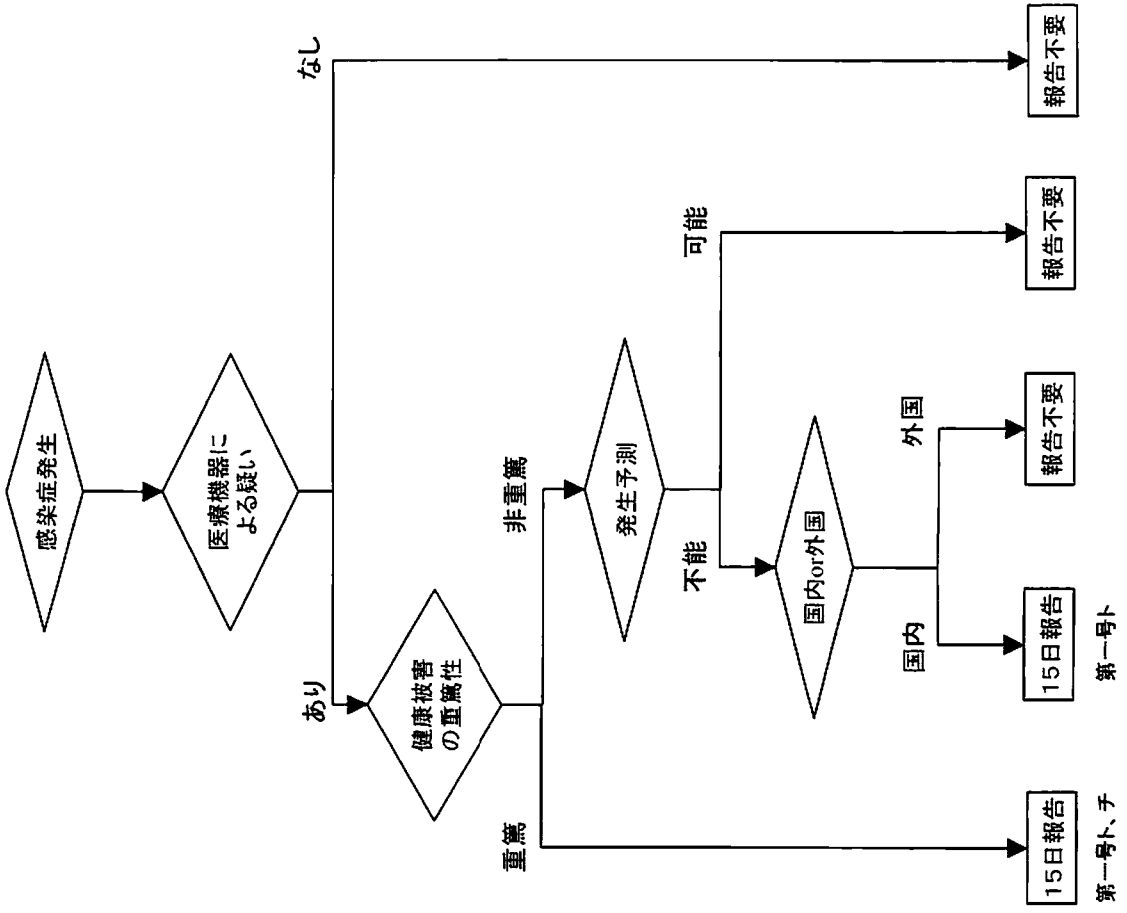 感染症発生
医療機器に
よる疑い
あり
なし
健康被害
の重篤性
重篤
非重篤
発生予測
不能
可能
国内or外国
国内
外国
15日報告
15日報告
報告不要
報告不要
報告不要
第一号ト、チ
第一号ト